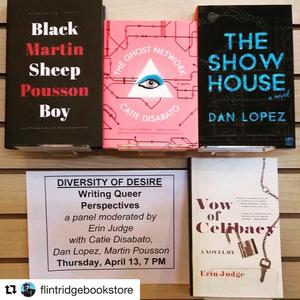 Black
Martin
Sheep
Pousson
Boy
THE GHOST NETWORK
CATIE DISABATO
THE
SHOW
HOUSE
a novel
DAN LOPEZ
DIVERSITY OF DESIRE
Writing Queer
Perspectives
a panel moderated by
Erin Judge
with Catie Disabato,
Dan Lopez, Martin Pousson
Thursday, April 13, 7 PM
Vow
of
Celibacy
A NOVEL BY
Erin Judge
flintridgebookstore